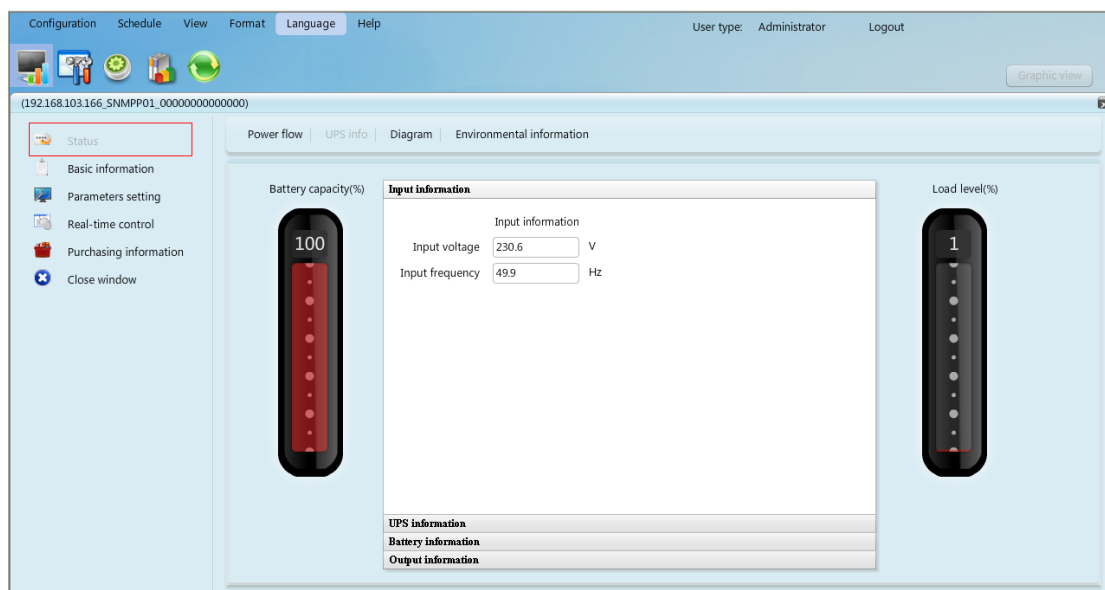 Configuration Schedule View Format Language Help User type: Administrator Logout
Graphic view
(192.168.103.166_SNMPP01_00000000000000)
Status
Basic information
Parameters setting
Real-time control
Purchasing information
Close window
Power flow | UPS info | Diagram | Environmental information
Battery capacity(%)
100
Input information
Input information
Input voltage 230.6 V
Input frequency 49.9 Hz
UPS information
Battery information
Output information
Load level(%)
1